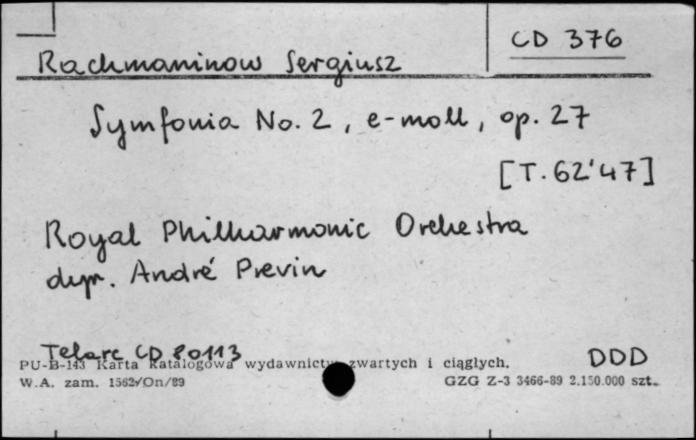 CD 376
Rachmaninow Sergiusz
Symfonia No. 2, e-moll, op. 27
[T. 62'47]
Royal Philharmonic Orchestra
dyr. André Previn
Telarc CD 80113
DDD
PU-B-143 Karta katalogowa wydawnictw zwartych i ciągłych.
W.A. zam. 1562/On/89
GZG Z-3 3466-89 2.150.000 szt.